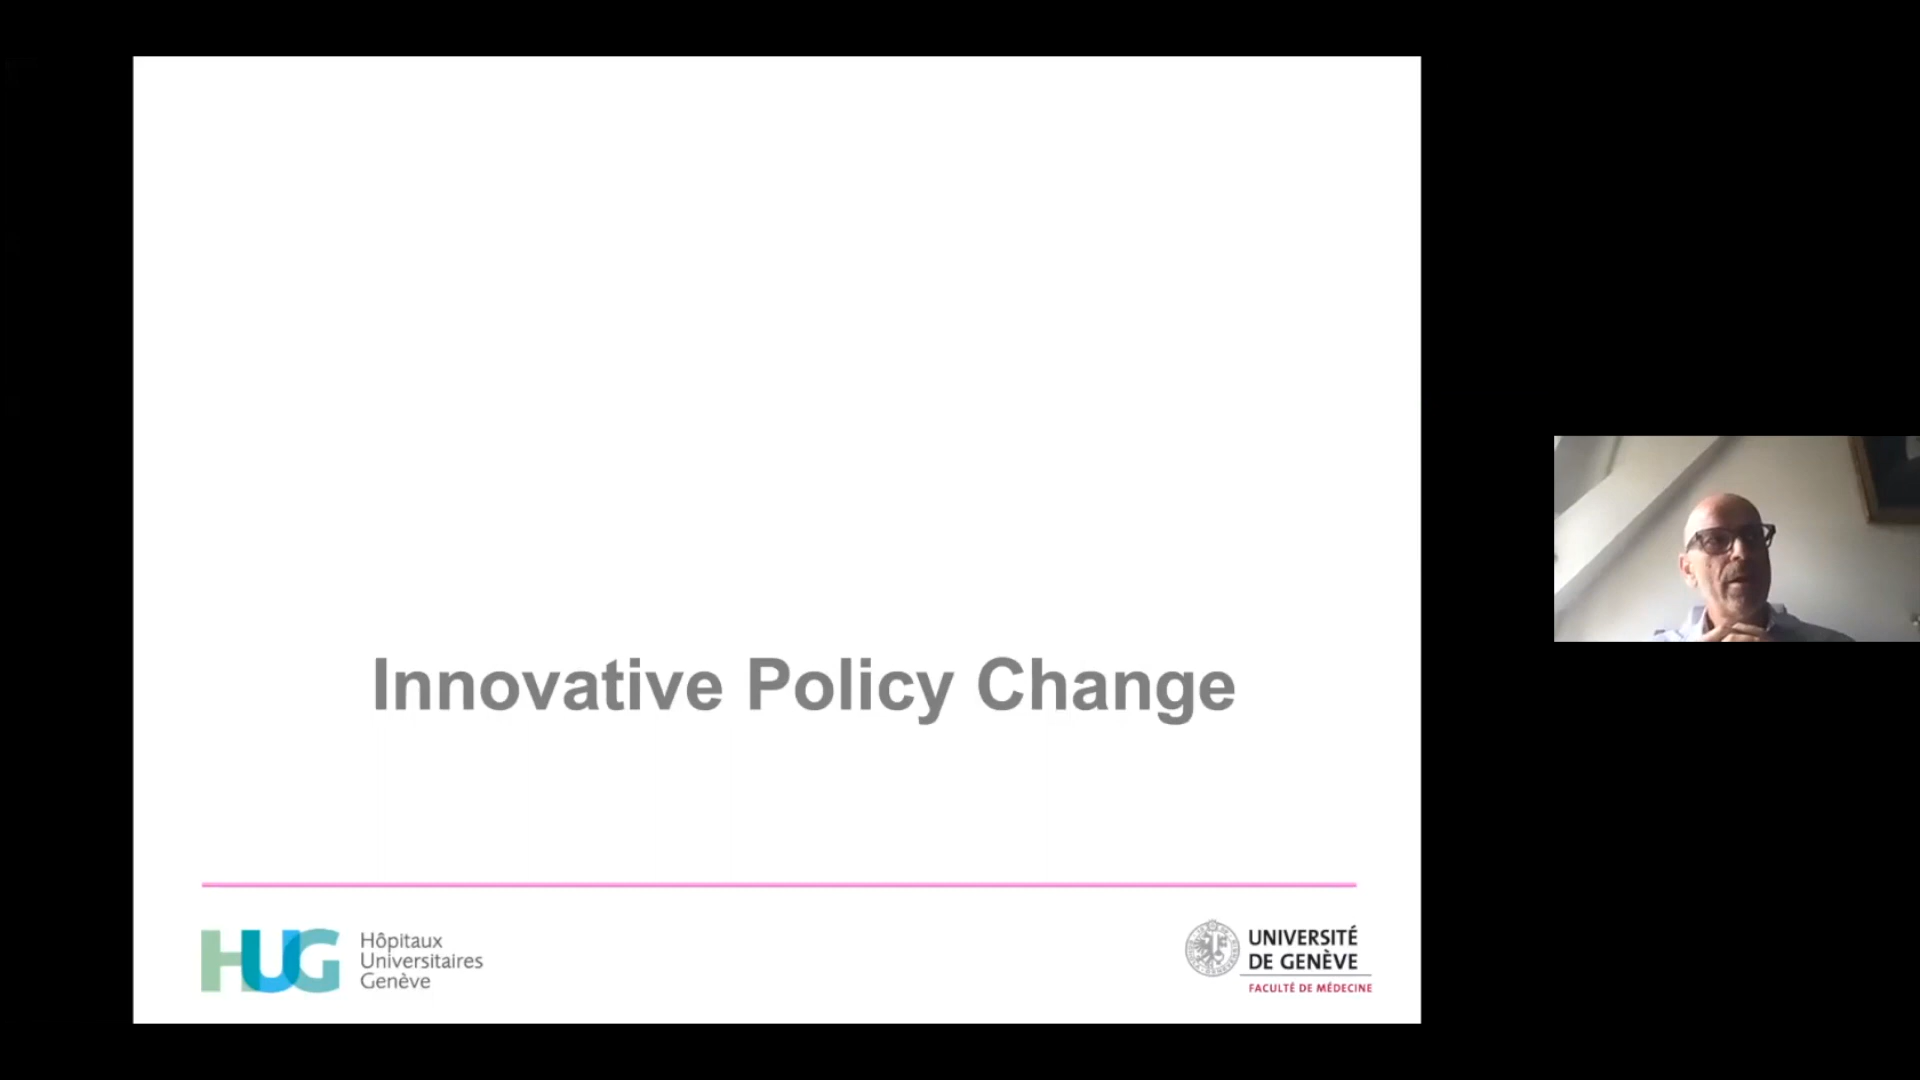 Innovative Policy Change
HUG
Hôpitaux
Universitaires
Genève
UNIVERSITÉ
DE GENÈVE
FACULTÉ DE MÉDECINE